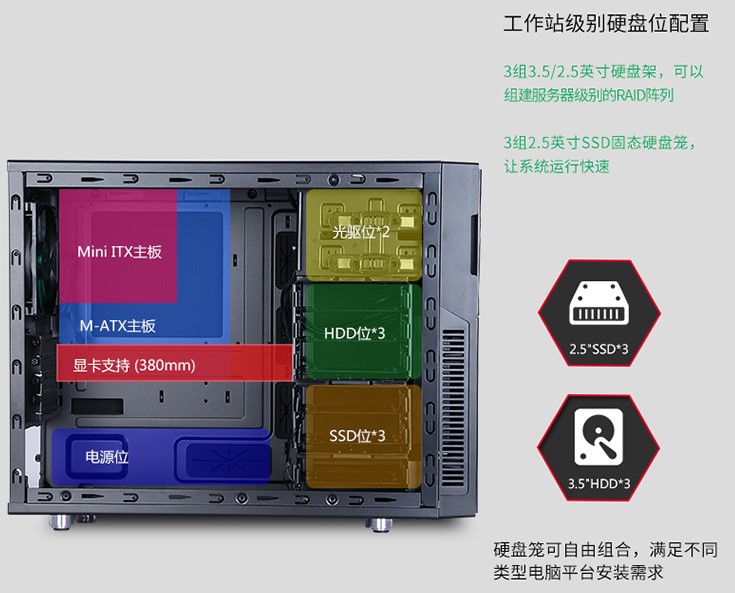 工作站级别硬盘位配置
3组3.5/2.5英寸硬盘架，可以
组建服务器级别的RAID阵列
3组2.5英寸SSD固态硬盘笼，
让系统运行快速
光驱位*2
Mini ITX主板
M-ATX主板
HDD位*3
显卡支持 (380mm)
SSD位*3
电源位
2.5"SSD*3
3.5"HDD*3
硬盘笼可自由组合，满足不同
类型电脑平台安装需求